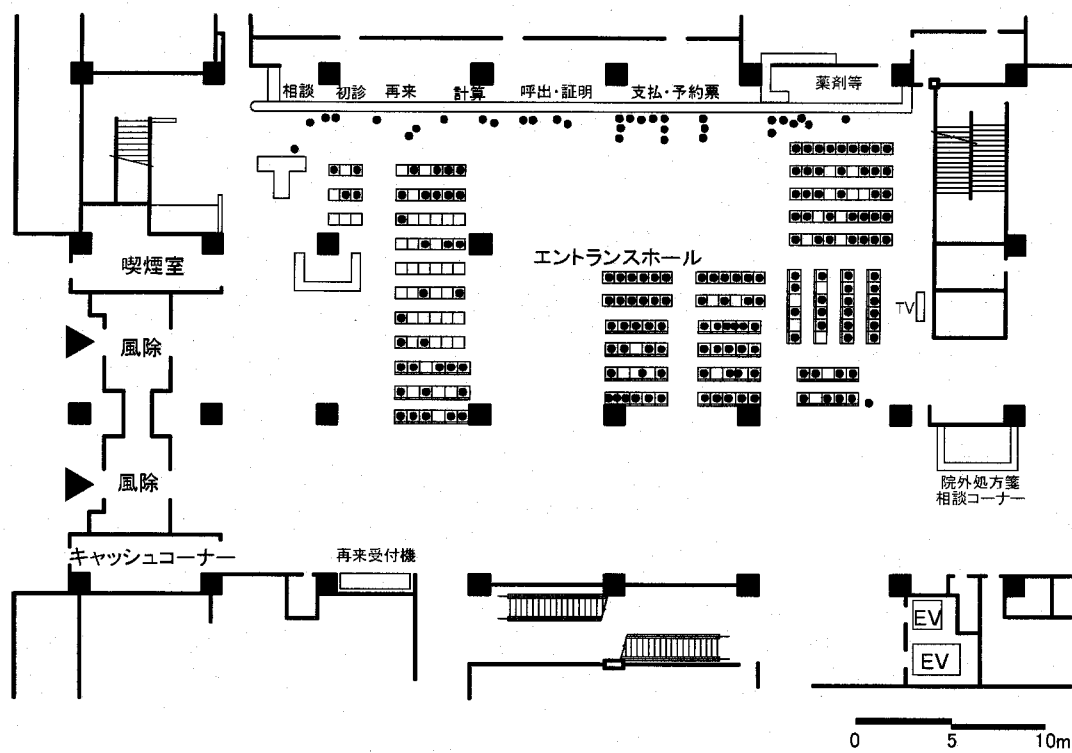 相談 初診 再来 計算 呼出・証明 支払・予約票 薬剤等
エントランスホール
喫煙室
TV
風除
風除
院外処方箋
相談コーナー
キャッシュコーナー
再来受付機
EV
EV
0 5 10m